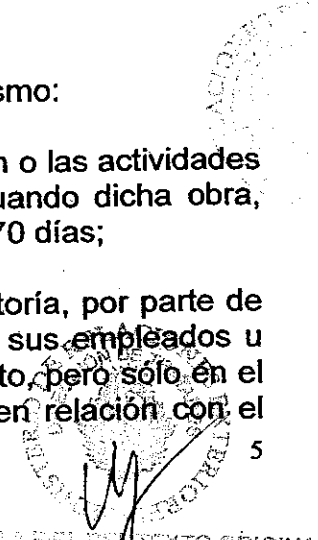 smo:
n o las actividades
uando dicha obra,
70 días;
toría, por parte de
sus empleados u
to, pero sólo en el
en relación con el
5